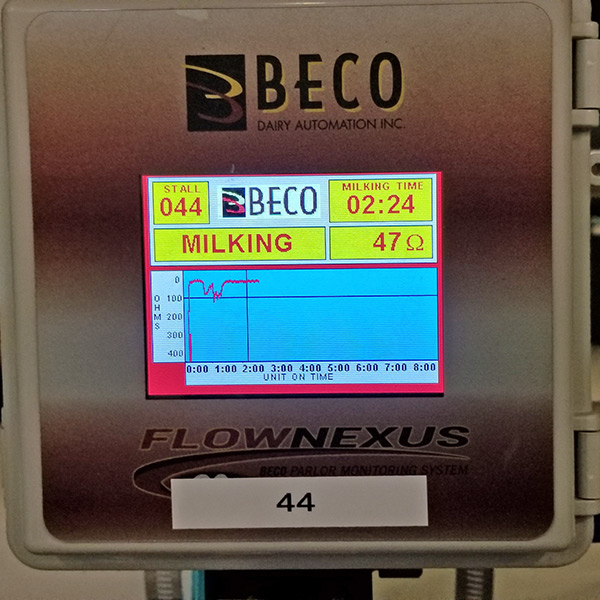 BECO
DAIRY AUTOMATION INC.
STALL
044
BECO
MILKING TIME
02:24
MILKING
47 Ω
OHMS
0
100
200
300
400
0:00 1:00 2:00 3:00 4:00 5:00 6:00 7:00 8:00
UNIT ON TIME
FLOWNEXUS
BECO PARLOR MONITORING SYSTEM
44